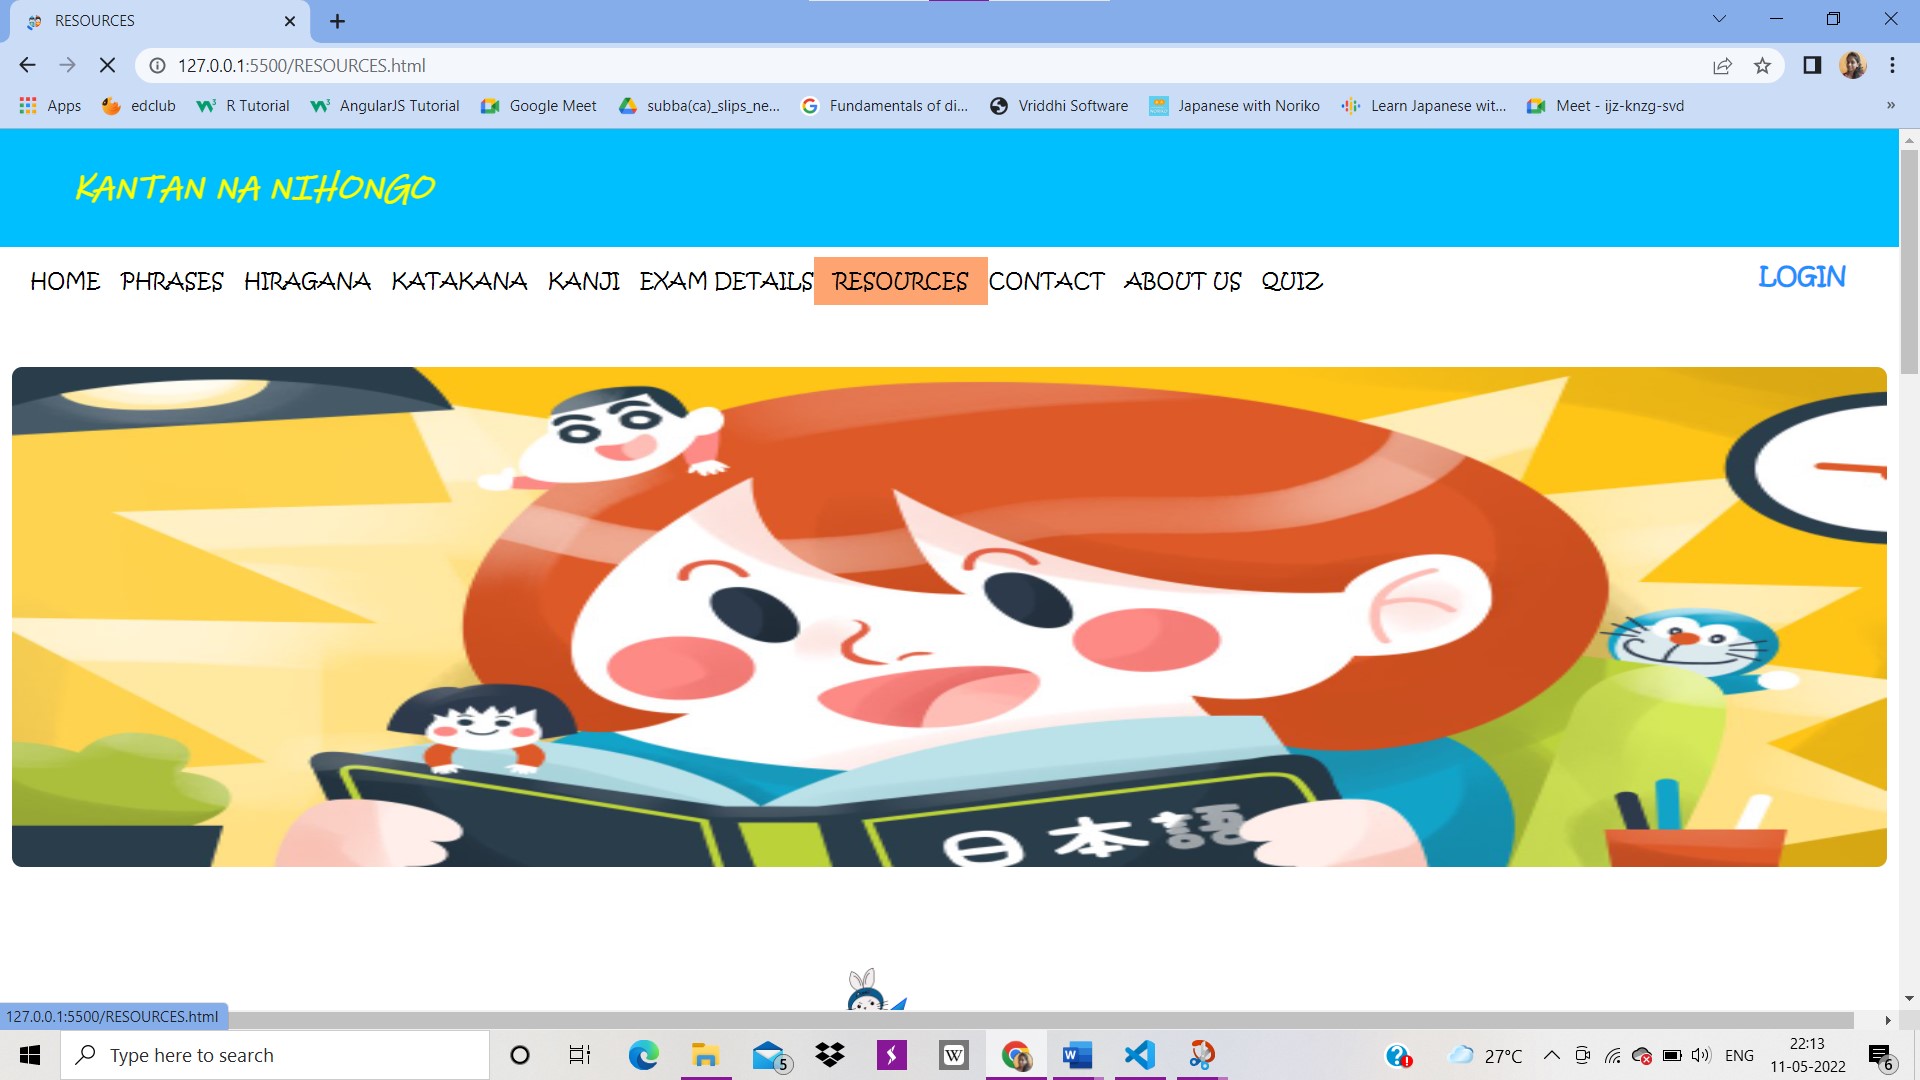 RESOURCES
127.0.0.1:5500/RESOURCES.html
Apps edclub R Tutorial AngularJS Tutorial Google Meet subba(ca)_slips_ne... Fundamentals of di... Vriddhi Software Japanese with Noriko Learn Japanese wit... Meet - ijz-knzg-svd »
KANTAN NA NIHONGO
HOME PHRASES HIRAGANA KATAKANA KANJI EXAM DETAILS RESOURCES CONTACT ABOUT US QUIZ LOGIN
日本語
127.0.0.1:5500/RESOURCES.html
Type here to search 5 27°C ENG 22:13
11-05-2022 6